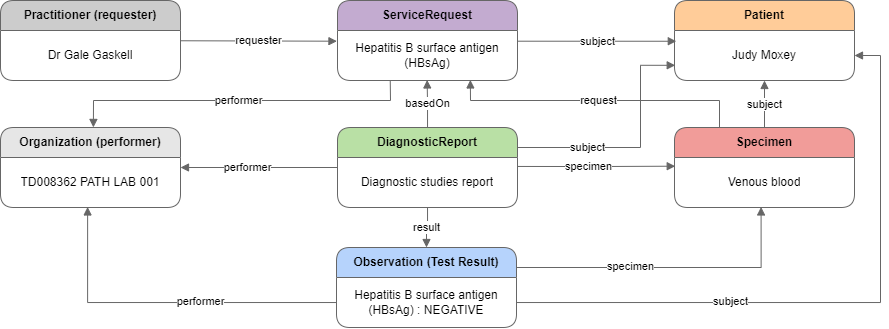 Practitioner (requester)
Dr Gale Gaskell
requester
ServiceRequest
Hepatitis B surface antigen
(HBsAg)
subject
Patient
Judy Moxey
performer
basedOn
request
subject
Organization (performer)
TD008362 PATH LAB 001
performer
DiagnosticReport
Diagnostic studies report
subject
specimen
Specimen
Venous blood
result
Observation (Test Result)
Hepatitis B surface antigen
(HBsAg) : NEGATIVE
specimen
performer
subject